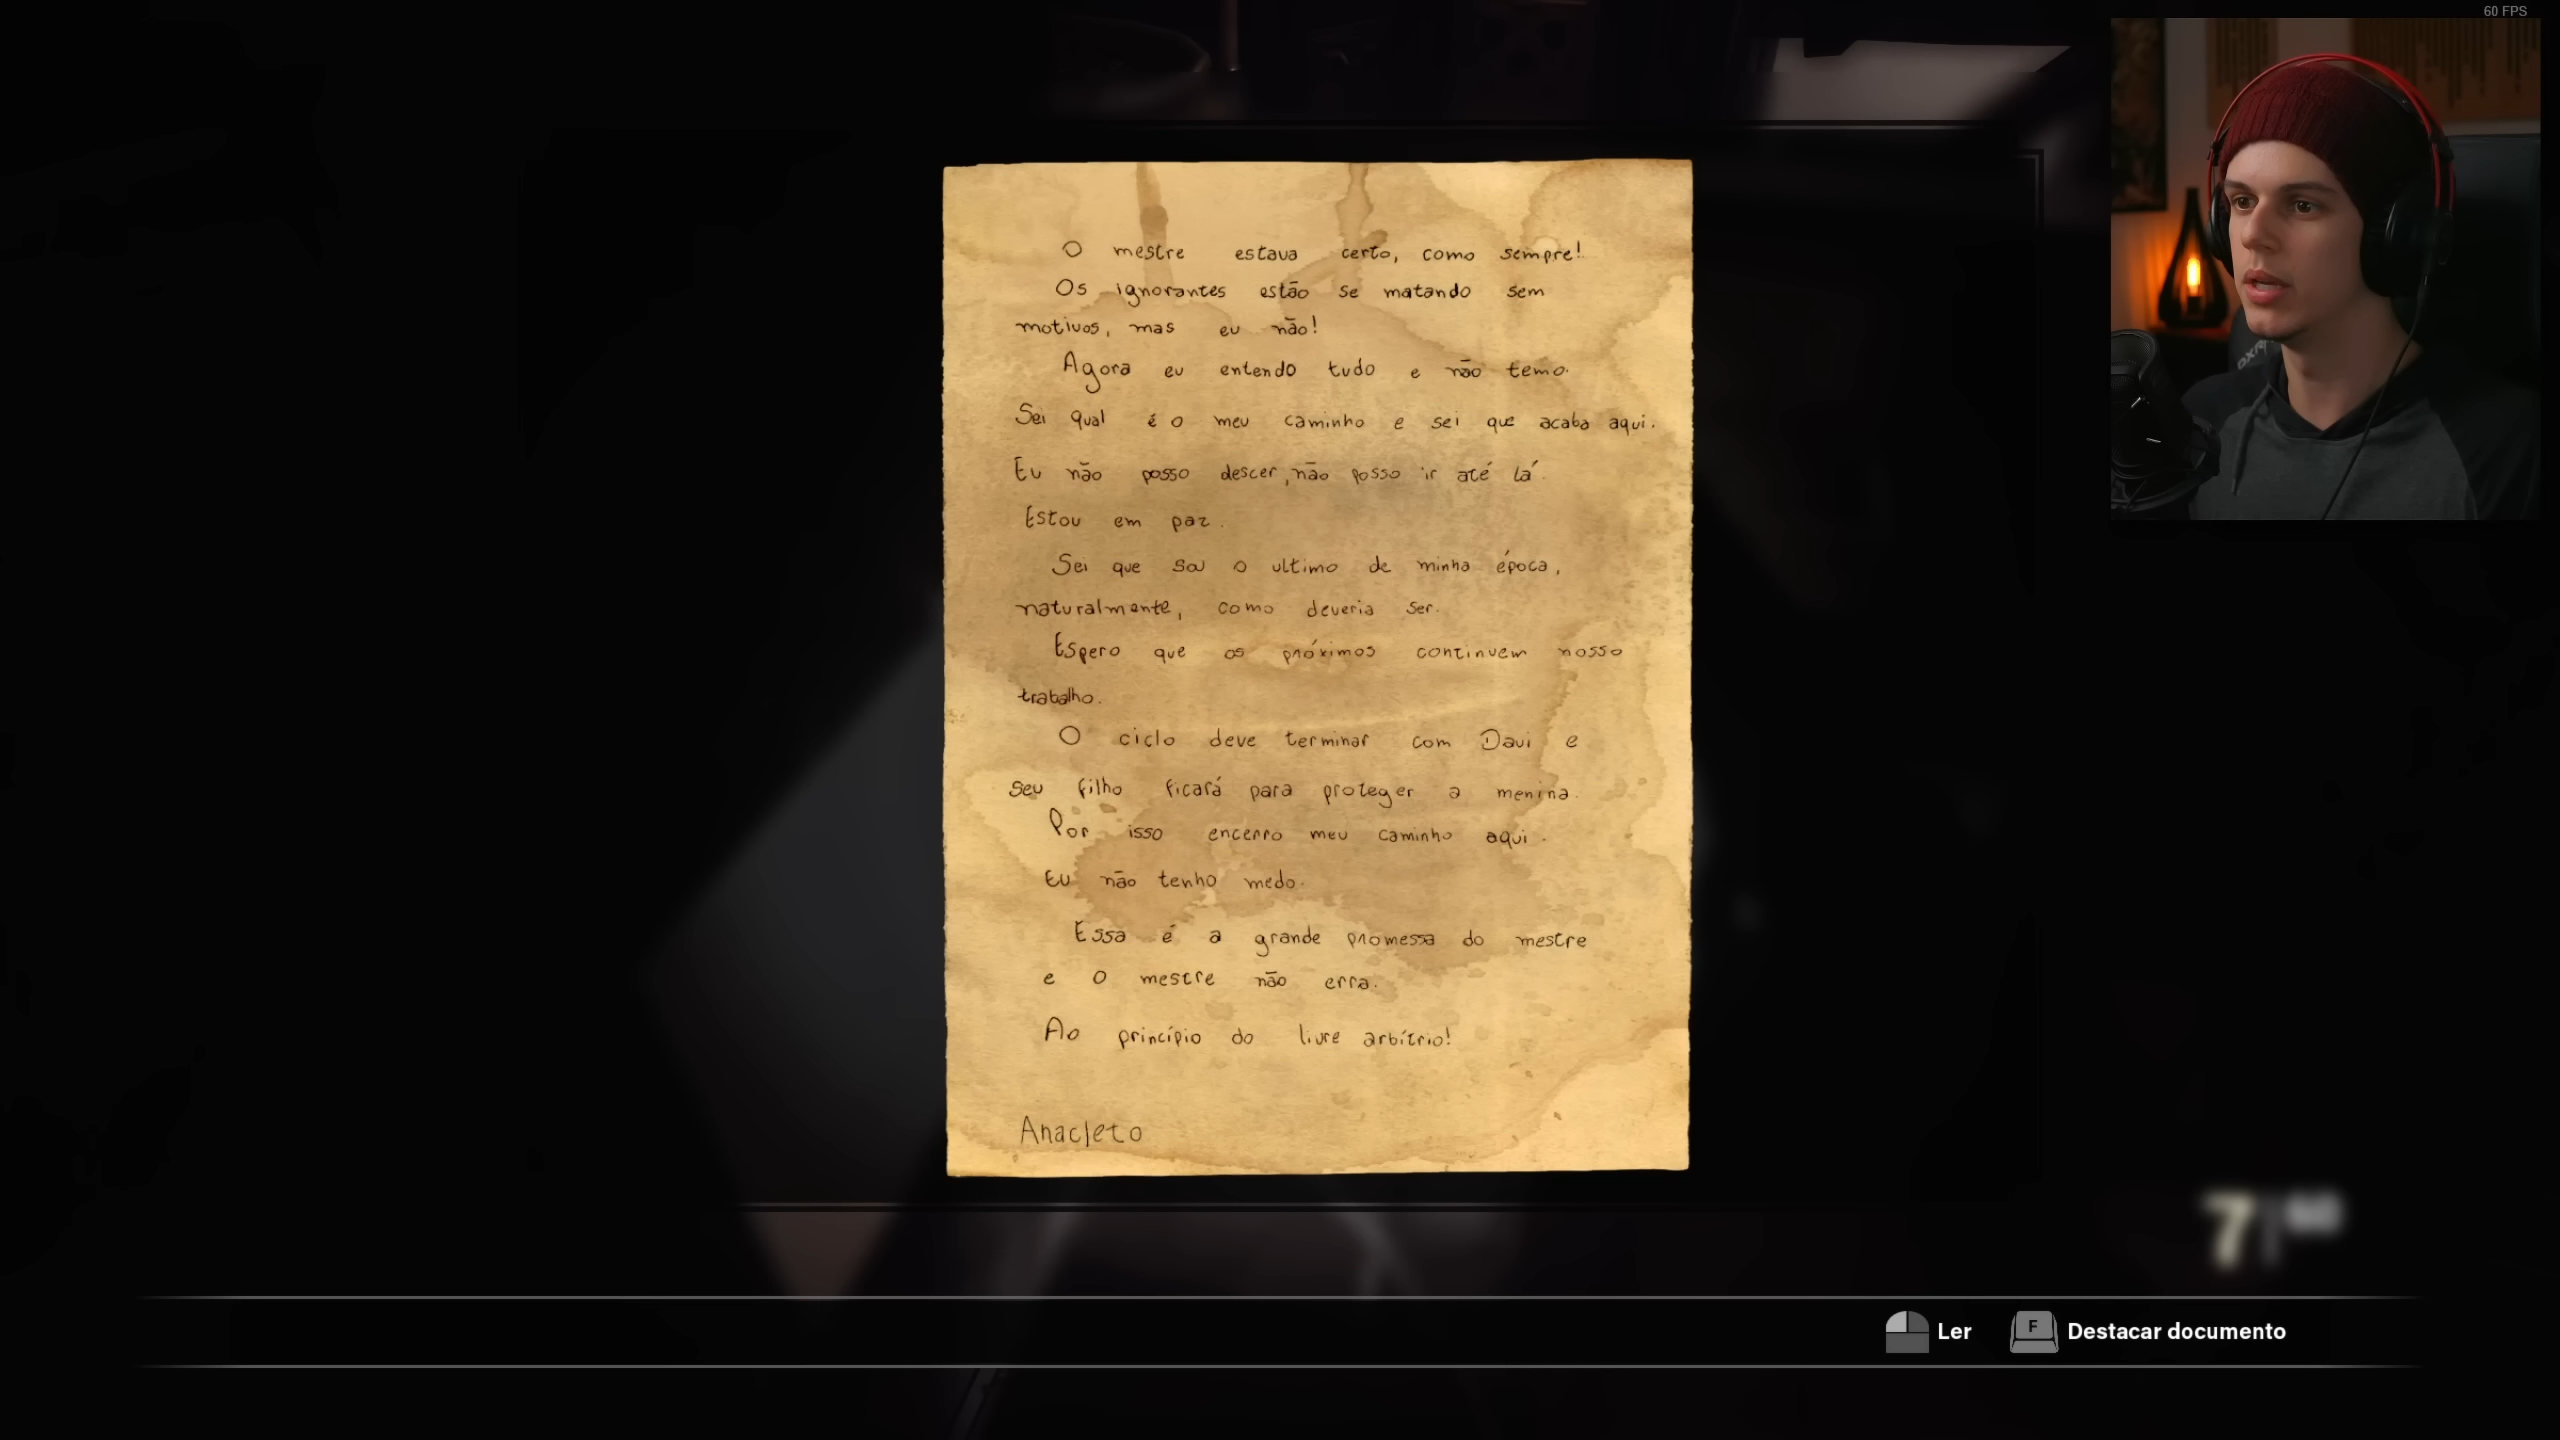 60 FPS
O mestre estava certo, como sempre!
Os ignorantes estão se matando sem
motivos, mas eu não!
Agora eu entendo tudo e não temo.
Sei qual é o meu caminho e sei que acaba aqui.
Eu não posso descer, não posso ir até lá.
Estou em paz.
Sei que sou o ultimo de minha época,
naturalmente, como deveria ser.
Espero que os próximos continuem nosso
trabalho.
O ciclo deve terminar com Davi e
seu filho ficará para proteger a menina.
Por isso encerro meu caminho aqui.
Eu não tenho medo.
Essa é a grande promessa do mestre
e o mestre não erra.
Ao princípio do livre arbítrio!
Anacleto
7
Ler F Destacar documento